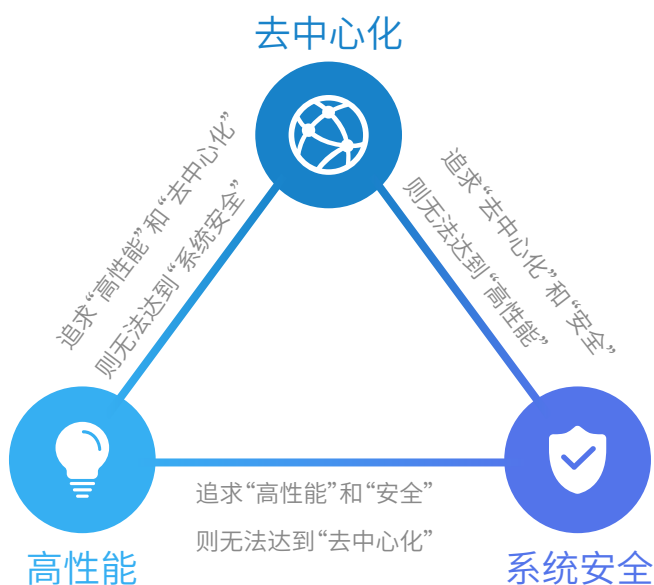 去中心化
追求“高性能”和“去中心化”
则无法达到“系统安全”
追求“去中心化”和“安全”
则无法达到“高性能”
追求“高性能”和“安全”
则无法达到“去中心化”
高性能
系统安全